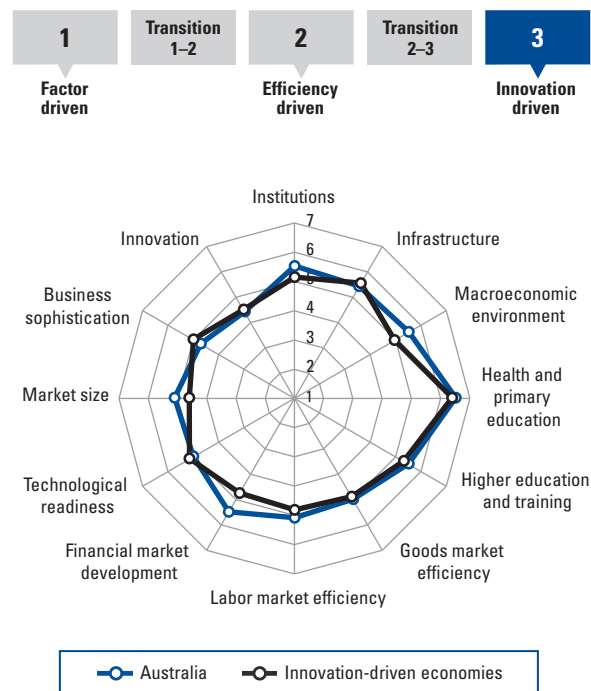 1
Transition
1–2
2
Transition
2–3
3
Factor
driven
Efficiency
driven
Innovation
driven
Institutions
7
Innovation
Infrastructure
6
5
Business
sophistication
Macroeconomic
environment
4
3
2
Market size
1
Health and
primary
education
Technological
readiness
Higher education
and training
Financial market
development
Goods market
efficiency
Labor market efficiency
Australia
Innovation-driven economies